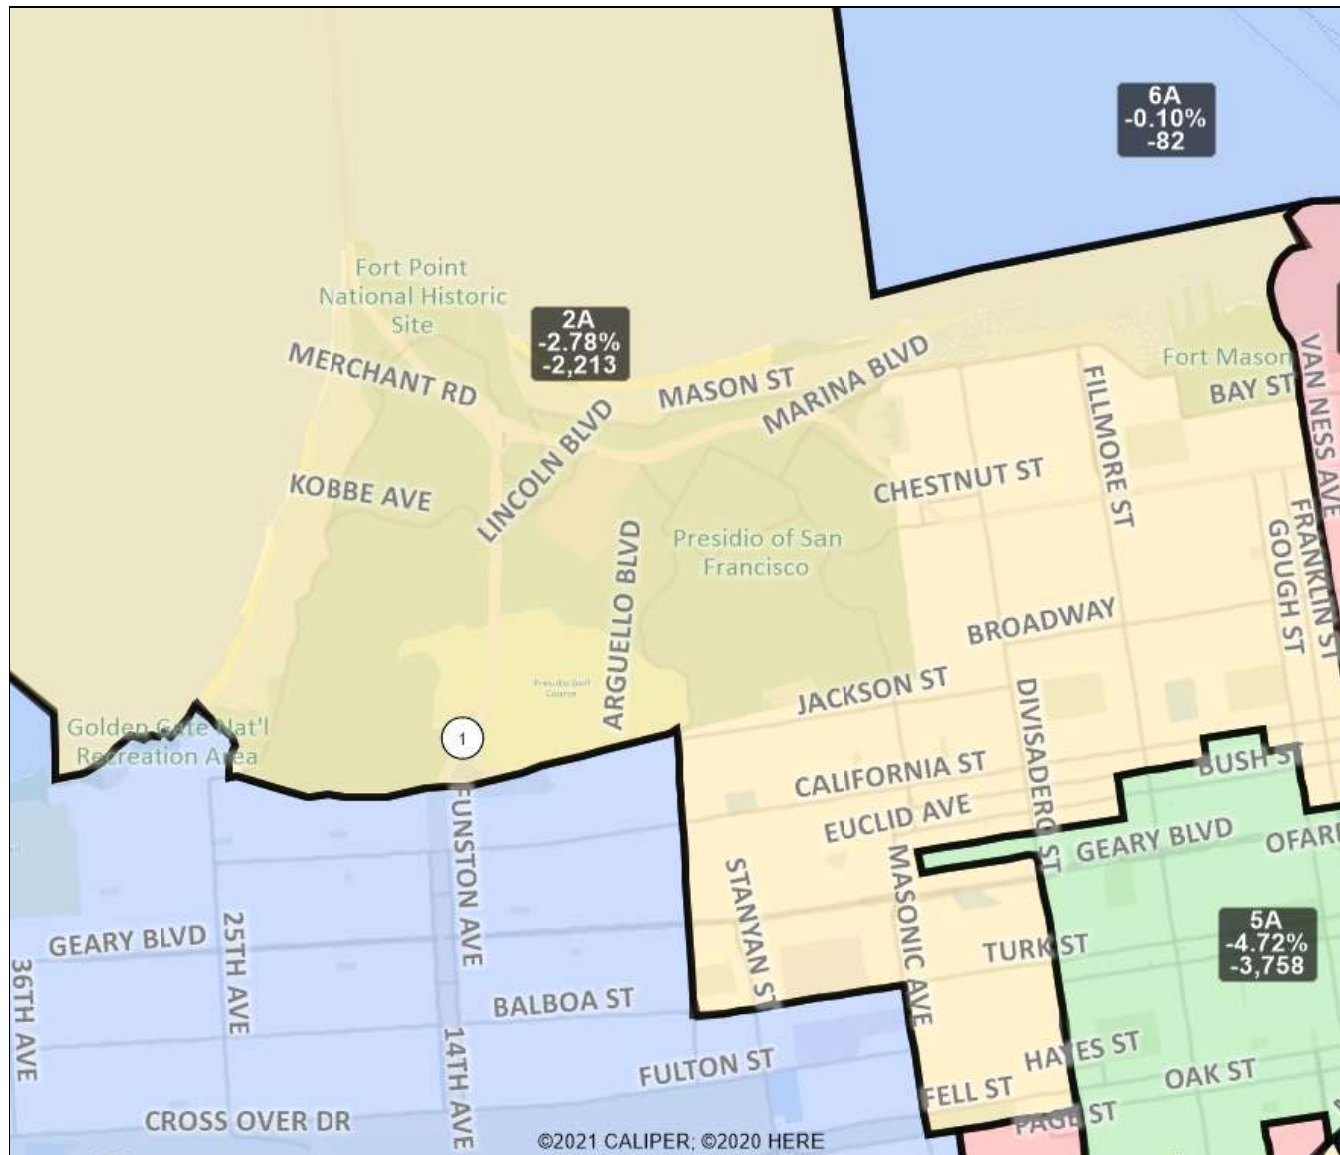 6A
-0.10%
-82
Fort Point
National Historic
Site
2A
-2.78%
-2,213
MERCHANT RD
MASON ST
MARINA BLVD
Fort Mason
BAY ST
VAN NESS AVE
FILLMORE ST
LINCOLN BLVD
KOBBE AVE
CHESTNUT ST
FRANKLIN ST
GOUGH ST
ARGUELLO BLVD
Presidio of San
Francisco
BROADWAY
Presidio Golf
Course
JACKSON ST
DIVISADERO ST
Golden Gate Nat'l
Recreation Area
1
CALIFORNIA ST
BUSH ST
EUCLID AVE
GEARY BLVD
OFARR
FUNSTON AVE
STANYAN ST
MASONIC AVE
5A
-4.72%
-3,758
GEARY BLVD
25TH AVE
TURK ST
36TH AVE
BALBOA ST
14TH AVE
HAYES ST
FULTON ST
OAK ST
FELL ST
PAGE ST
CROSS OVER DR
©2021 CALIPER; ©2020 HERE